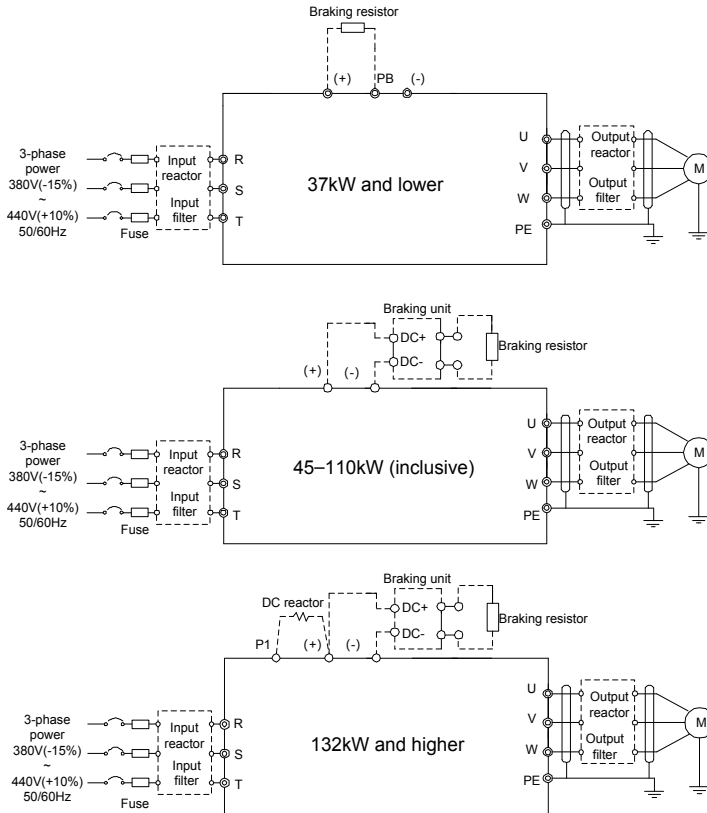 Braking resistor
(+) PB (-)
3-phase
power
380V(-15%)
~
440V(+10%)
50/60Hz
Fuse
Input
reactor
Input
filter
R
S
T
37kW and lower
U
V
W
PE
Output
reactor
Output
filter
M
Braking unit
DC+
DC-
Braking resistor
(+) (-)
3-phase
power
380V(-15%)
~
440V(+10%)
50/60Hz
Fuse
Input
reactor
Input
filter
R
S
T
45–110kW (inclusive)
U
V
W
PE
Output
reactor
Output
filter
M
Braking unit
DC reactor
DC+
DC-
Braking resistor
P1 (+) (-)
3-phase
power
380V(-15%)
~
440V(+10%)
50/60Hz
Fuse
Input
reactor
Input
filter
R
S
T
132kW and higher
U
V
W
PE
Output
reactor
Output
filter
M